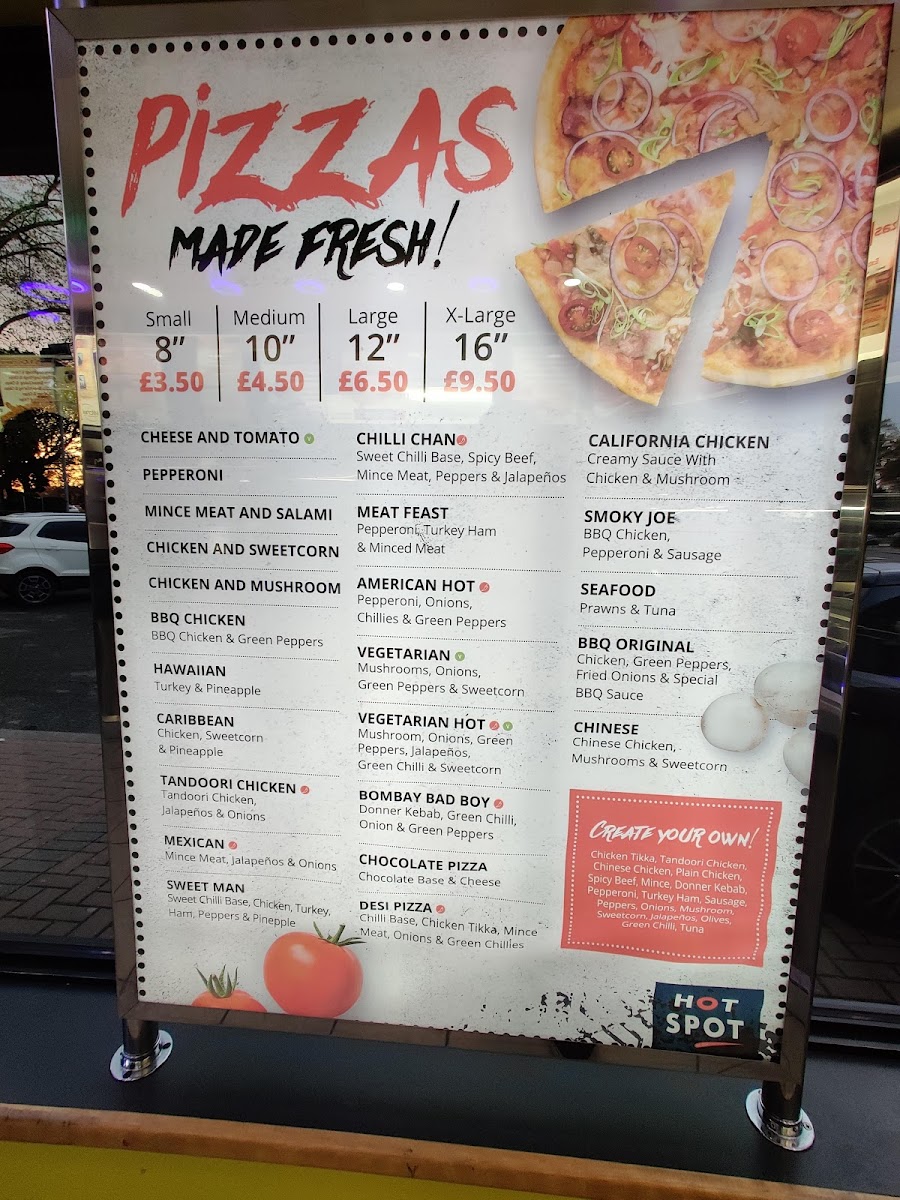 PIZZAS
MADE FRESH!
Small
8”
£3.50
Medium
10”
£4.50
Large
12”
£6.50
X-Large
16”
£9.50
CHEESE AND TOMATO V
PEPPERONI
MINCE MEAT AND SALAMI
CHICKEN AND SWEETCORN
CHICKEN AND MUSHROOM
BBQ CHICKEN
BBQ Chicken & Green Peppers
HAWAIIAN
Turkey & Pineapple
CARIBBEAN
Chicken, Sweetcorn
& Pineapple
TANDOORI CHICKEN
Tandoori Chicken,
Jalapeños & Onions
MEXICAN
Mince Meat, Jalapeños & Onions
SWEET MAN
Sweet Chilli Base, Chicken, Turkey,
Ham, Peppers & Pinepple
CHILLI CHAN
Sweet Chilli Base, Spicy Beef,
Mince Meat, Peppers & Jalapeños
MEAT FEAST
Pepperoni, Turkey Ham
& Minced Meat
AMERICAN HOT
Pepperoni, Onions,
Chillies & Green Peppers
VEGETARIAN V
Mushrooms, Onions,
Green Peppers & Sweetcorn
VEGETARIAN HOT V
Mushroom, Onions, Green
Peppers, Jalapeños,
Green Chilli & Sweetcorn
BOMBAY BAD BOY
Donner Kebab, Green Chilli,
Onion & Green Peppers
CHOCOLATE PIZZA
Chocolate Base & Cheese
DESI PIZZA
Chilli Base, Chicken Tikka, Mince
Meat, Onions & Green Chillies
CALIFORNIA CHICKEN
Creamy Sauce With
Chicken & Mushroom
SMOKY JOE
BBQ Chicken,
Pepperoni & Sausage
SEAFOOD
Prawns & Tuna
BBQ ORIGINAL
Chicken, Green Peppers,
Fried Onions & Special
BBQ Sauce
CHINESE
Chinese Chicken,
Mushrooms & Sweetcorn
CREATE YOUR OWN!
Chicken Tikka, Tandoori Chicken,
Chinese Chicken, Plain Chicken,
Spicy Beef, Mince, Donner Kebab,
Pepperoni, Turkey Ham, Sausage,
Peppers, Onions, Mushroom,
Sweetcorn, Jalapeños, Olives,
Green Chilli, Tuna
HOT
SPOT